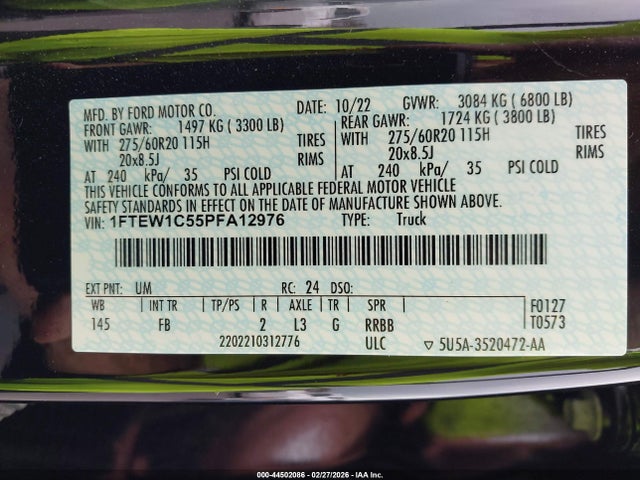 MFD. BY FORD MOTOR CO. DATE: 10/22 GVWR: 3084 KG ( 6800 LB)
FRONT GAWR: 1497 KG ( 3300 LB) REAR GAWR: 1724 KG ( 3800 LB)
WITH 275/60R20 115H TIRES WITH 275/60R20 115H TIRES
20x8.5J RIMS 20x8.5J RIMS
AT 240 kPa/ 35 PSI COLD AT 240 kPa/ 35 PSI COLD
THIS VEHICLE CONFORMS TO ALL APPLICABLE FEDERAL MOTOR VEHICLE
SAFETY STANDARDS IN EFFECT ON THE DATE OF MANUFACTURE SHOWN ABOVE.
VIN: 1FTEW1C55PFA12976 TYPE: Truck
EXT PNT: UM RC: 24 DSO:
WB INT TR TP/PS R AXLE TR SPR
145 FB 2 L3 G RRBB
F0127
T0573
2202210312776 ULC ▽ 5U5A-3520472-AA
000-44502086 - 02/27/2026 - IAA Inc.